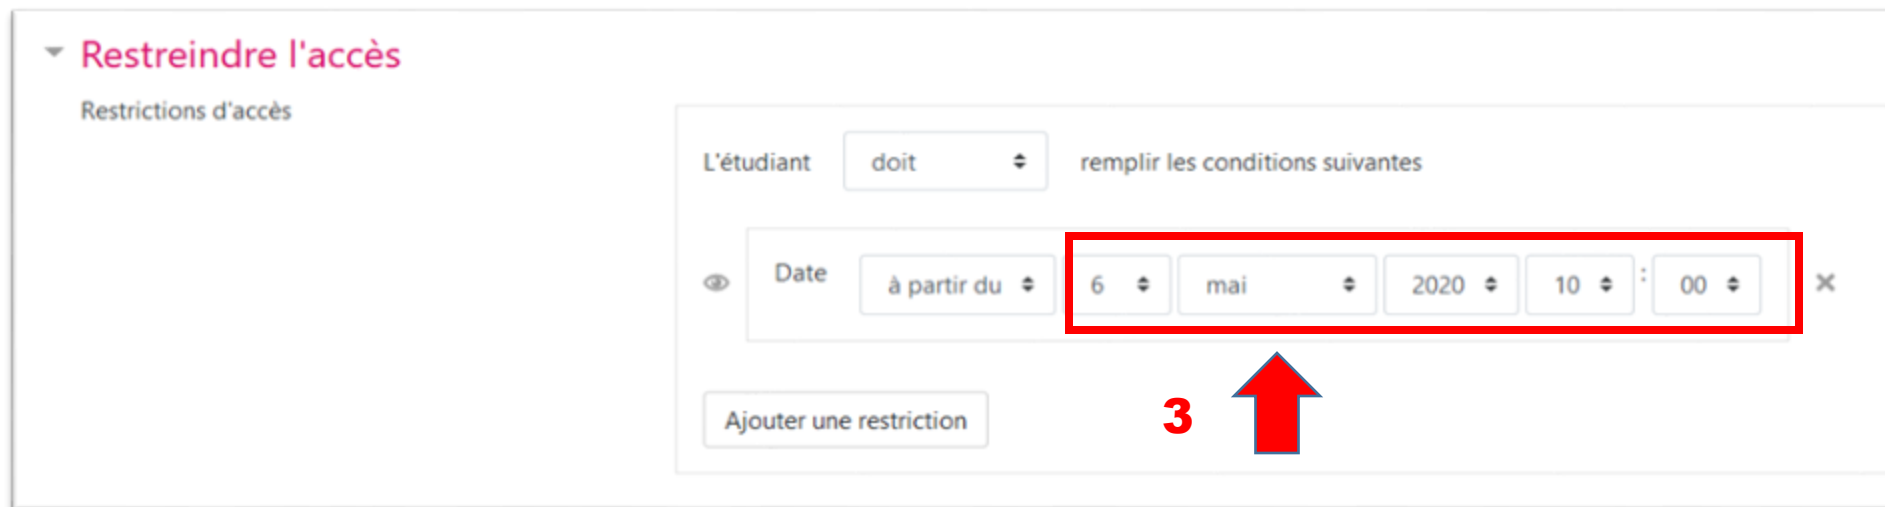 Restreindre l'accès
Restrictions d'accès
L'étudiant doit remplir les conditions suivantes
Date à partir du 6 mai 2020 10 : 00
Ajouter une restriction
3